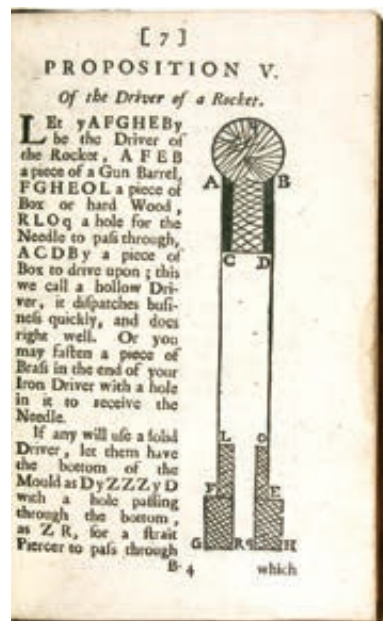 [ 7 ]
PROPOSITION V.
Of the Driver of a Rocket.
LEt yAFGHEBy
be the Driver of
the Rocket, A F E B
a piece of a Gun Barrel,
FGHEOL a piece of
Box or hard Wood,
RLOq a hole for the
Needle to paſs through,
ACDBy a piece of
Box to drive upon; this
we call a hollow Dri-
ver, it diſpatches buſi-
neſs quickly, and does
right well. Or you
may faſten a piece of
Braſs in the end of your
Iron Driver with a hole
in it to receive the
Needle.
If any will uſe a ſolid
Driver, let them have
the bottom of the
Mould as DyZZZyD
with a hole paſſing
through the bottom,
as Z R, for a ſtrait
Piercer to paſs through
B 4 which
y
A B
C D
L O
F E
G R q H